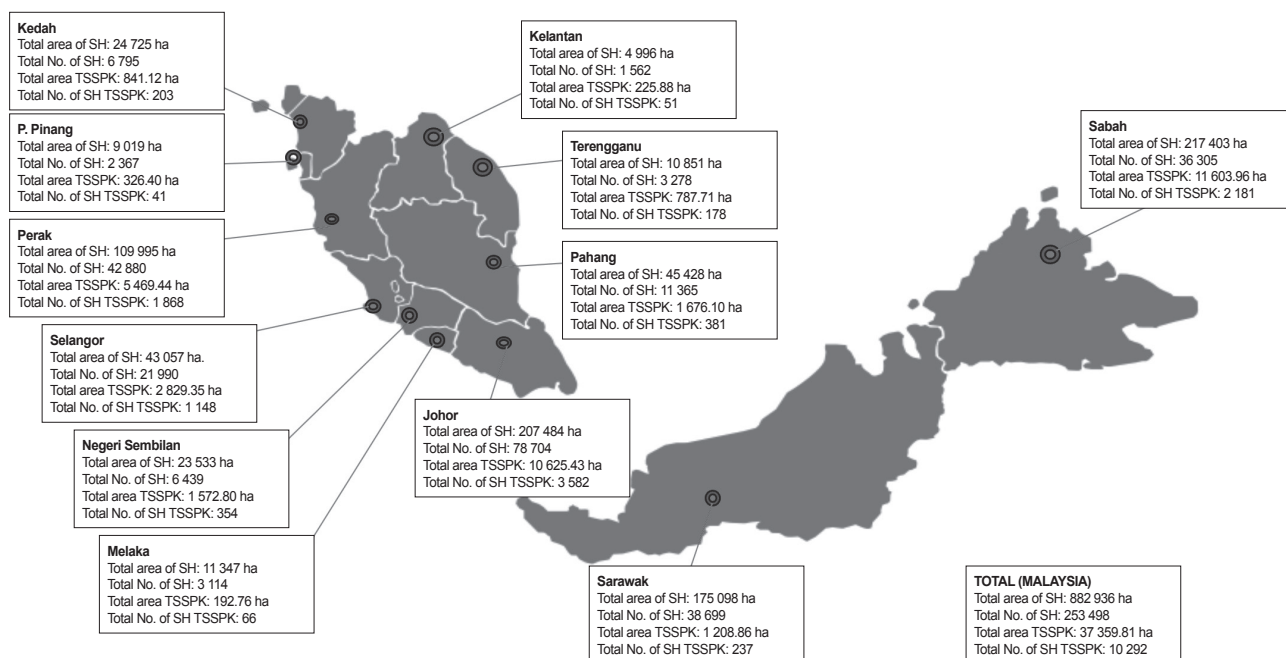 Kedah
Total area of SH: 24 725 ha
Total No. of SH: 6 795
Total area TSSPK: 841.12 ha
Total No. of SH TSSPK: 203
P. Pinang
Total area of SH: 9 019 ha
Total No. of SH: 2 367
Total area TSSPK: 326.40 ha
Total No. of SH TSSPK: 41
Perak
Total area of SH: 109 995 ha
Total No. of SH: 42 880
Total area TSSPK: 5 469.44 ha
Total No. of SH TSSPK: 1 868
Selangor
Total area of SH: 43 057 ha.
Total No. of SH: 21 990
Total area TSSPK: 2 829.35 ha
Total No. of SH TSSPK: 1 148
Negeri Sembilan
Total area of SH: 23 533 ha
Total No. of SH: 6 439
Total area TSSPK: 1 572.80 ha
Total No. of SH TSSPK: 354
Melaka
Total area of SH: 11 347 ha
Total No. of SH: 3 114
Total area TSSPK: 192.76 ha
Total No. of SH TSSPK: 66
Kelantan
Total area of SH: 4 996 ha
Total No. of SH: 1 562
Total area TSSPK: 225.88 ha
Total No. of SH TSSPK: 51
Terengganu
Total area of SH: 10 851 ha
Total No. of SH: 3 278
Total area TSSPK: 787.71 ha
Total No. of SH TSSPK: 178
Pahang
Total area of SH: 45 428 ha
Total No. of SH: 11 365
Total area TSSPK: 1 676.10 ha
Total No. of SH TSSPK: 381
Johor
Total area of SH: 207 484 ha
Total No. of SH: 78 704
Total area TSSPK: 10 625.43 ha
Total No. of SH TSSPK: 3 582
Sabah
Total area of SH: 217 403 ha
Total No. of SH: 36 305
Total area TSSPK: 11 603.96 ha
Total No. of SH TSSPK: 2 181
Sarawak
Total area of SH: 175 098 ha
Total No. of SH: 38 699
Total area TSSPK: 1 208.86 ha
Total No. of SH TSSPK: 237
TOTAL (MALAYSIA)
Total area of SH: 882 936 ha
Total No. of SH: 253 498
Total area TSSPK: 37 359.81 ha
Total No. of SH TSSPK: 10 292